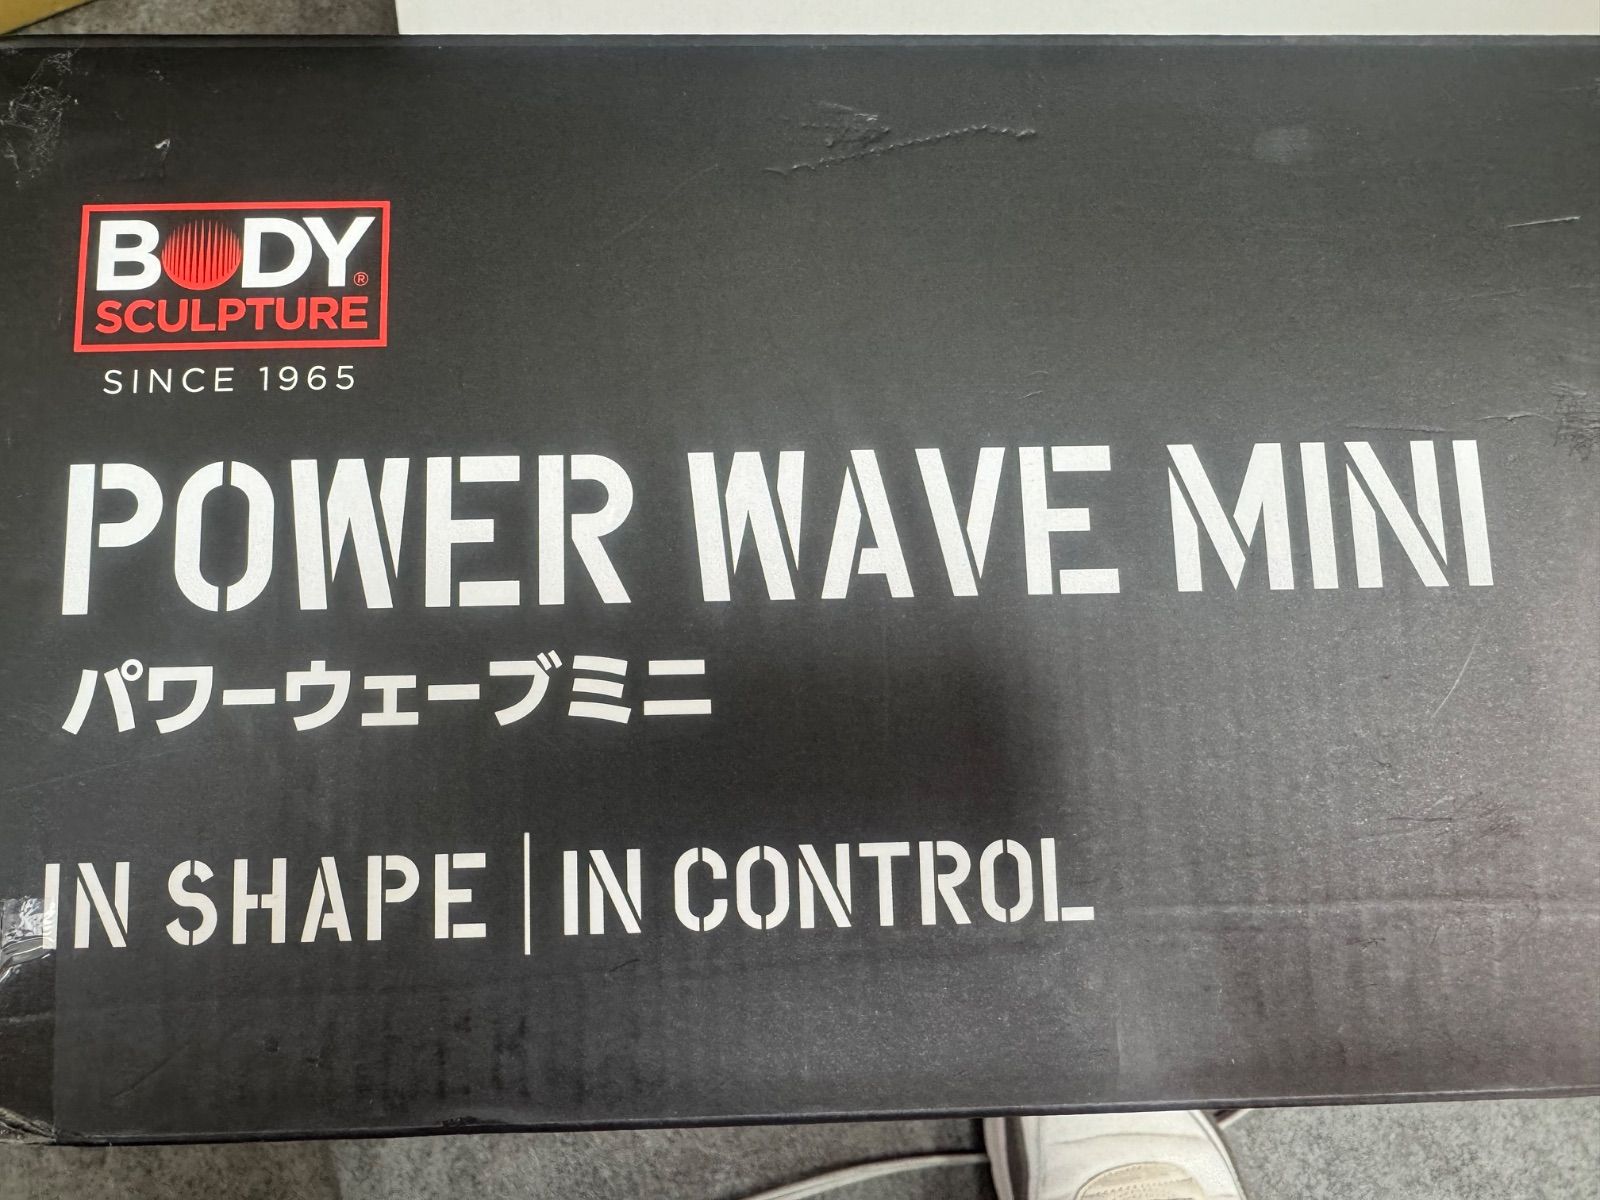 BODY®
SCULPTURE
SINCE 1965
POWER WAVE MINI
パワーウェーブミニ
IN SHAPE | IN CONTROL